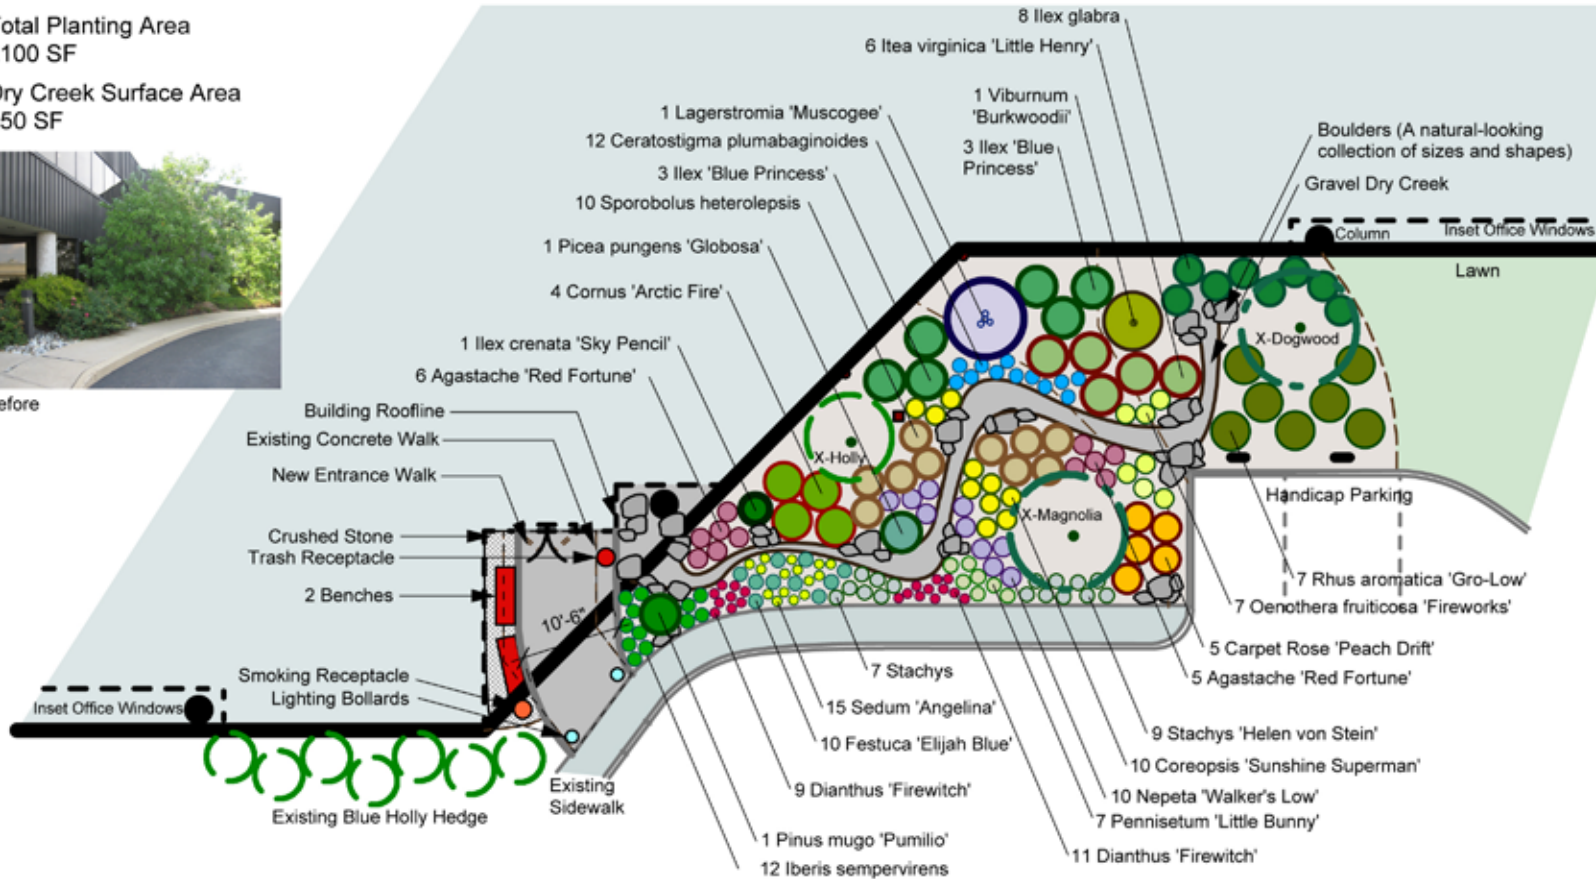 otal Planting Area
100 SF
ry Creek Surface Area
50 SF
efore
8 Ilex glabra
6 Itea virginica 'Little Henry'
1 Viburnum
'Burkwoodii'
3 Ilex 'Blue
Princess'
1 Lagerstromia 'Muscogee'
12 Ceratostigma plumabaginoides
3 Ilex 'Blue Princess'
10 Sporobolus heterolepsis
1 Picea pungens 'Globosa'
4 Cornus 'Arctic Fire'
1 Ilex crenata 'Sky Pencil'
6 Agastache 'Red Fortune'
Building Roofline
Existing Concrete Walk
New Entrance Walk
Crushed Stone
Trash Receptacle
2 Benches
10'-6"
Smoking Receptacle
Lighting Bollards
Inset Office Windows
Existing Blue Holly Hedge
Existing
Sidewalk
Boulders (A natural-looking
collection of sizes and shapes)
Gravel Dry Creek
Column
Inset Office Windows
Lawn
X-Dogwood
X-Holly
X-Magnolia
Handicap Parking
7 Rhus aromatica 'Gro-Low'
7 Oenothera fruiticosa 'Fireworks'
5 Carpet Rose 'Peach Drift'
5 Agastache 'Red Fortune'
9 Stachys 'Helen von Stein'
10 Coreopsis 'Sunshine Superman'
10 Nepeta 'Walker's Low'
7 Pennisetum 'Little Bunny'
11 Dianthus 'Firewitch'
7 Stachys
15 Sedum 'Angelina'
10 Festuca 'Elijah Blue'
9 Dianthus 'Firewitch'
1 Pinus mugo 'Pumilio'
12 Iberis sempervirens